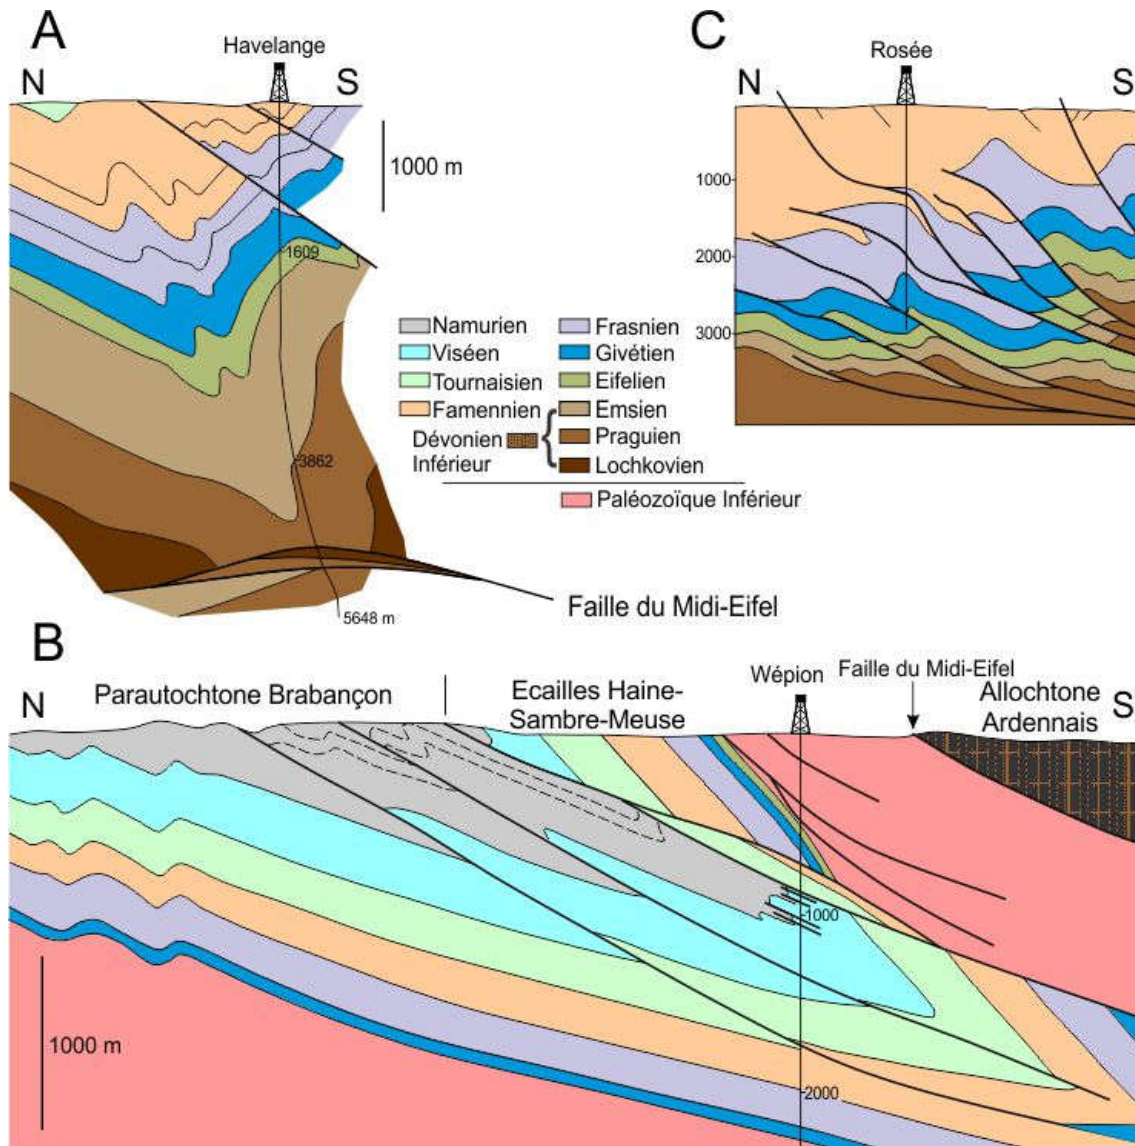 A
Havelange
N
S
1000 m
1609
3862
5648 m
Faille du Midi-Eifel
C
Rosée
N
S
1000
2000
3000
Namurien
Viséen
Tournaisien
Famennien
Dévonien
Inférieur
Frasnien
Givétien
Eifelien
Emsien
Praguien
Lochkovien
Paléozoïque Inférieur
B
N
Parautochtone Brabançon
Ecailles Haine-
Sambre-Meuse
Wépion
Faille du Midi-Eifel
Allochtone
Ardennais
S
1000
2000
1000 m